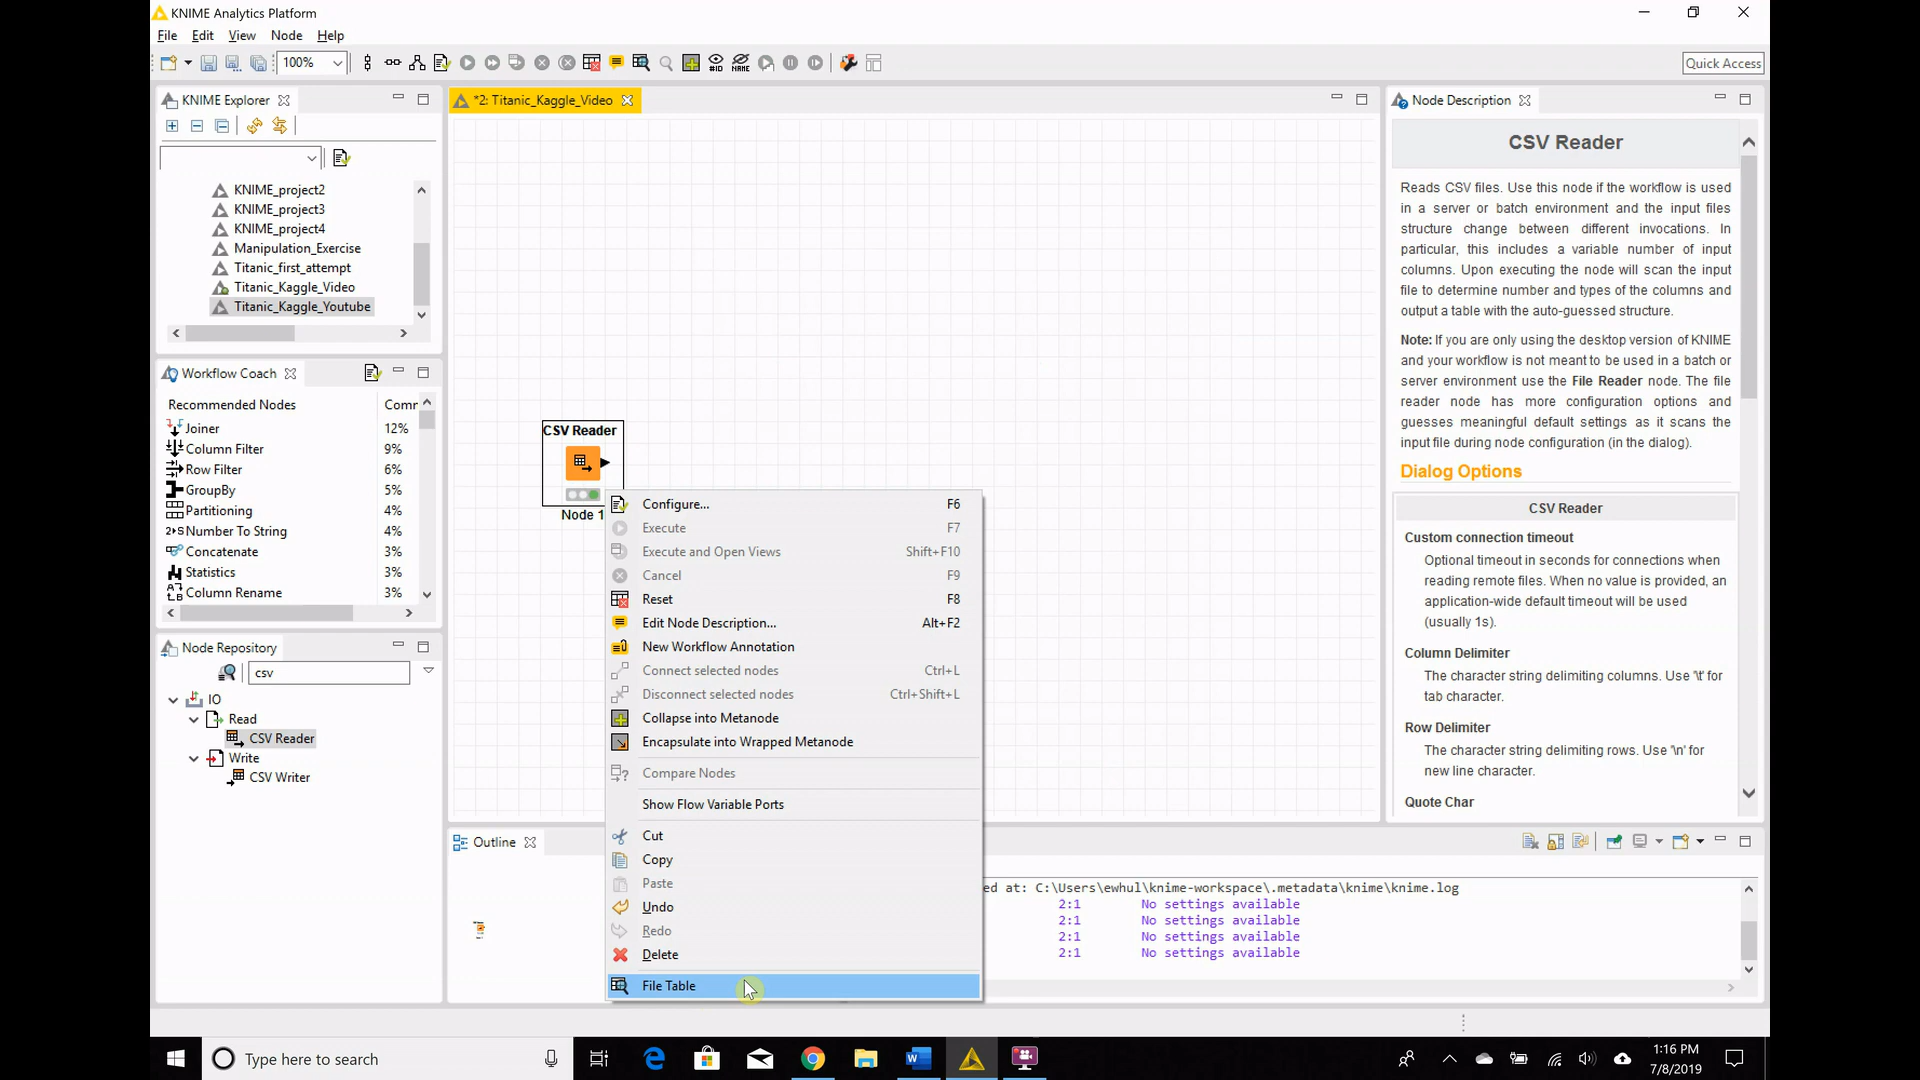 KNIME Analytics Platform
File Edit View Node Help
100%
Quick Access
KNIME Explorer
KNIME_project2
KNIME_project3
KNIME_project4
Manipulation_Exercise
Titanic_first_attempt
Titanic_Kaggle_Video
Titanic_Kaggle_Youtube
Workflow Coach
Recommended Nodes Comr
Joiner 12%
Column Filter 9%
Row Filter 6%
GroupBy 5%
Partitioning 4%
Number To String 4%
Concatenate 3%
Statistics 3%
Column Rename 3%
Node Repository
csv
IO
Read
CSV Reader
Write
CSV Writer
*2: Titanic_Kaggle_Video
CSV Reader
Node 1
Configure... F6
Execute F7
Execute and Open Views Shift+F10
Cancel F9
Reset F8
Edit Node Description... Alt+F2
New Workflow Annotation
Connect selected nodes Ctrl+L
Disconnect selected nodes Ctrl+Shift+L
Collapse into Metanode
Encapsulate into Wrapped Metanode
Compare Nodes
Show Flow Variable Ports
Cut
Copy
Paste
Undo
Redo
Delete
File Table
Outline
ed at: C:\Users\ewhul\knime-workspace\.metadata\knime\knime.log
2:1 No settings available
2:1 No settings available
2:1 No settings available
2:1 No settings available
Node Description
CSV Reader
Reads CSV files. Use this node if the workflow is used
in a server or batch environment and the input files
structure change between different invocations. In
particular, this includes a variable number of input
columns. Upon executing the node will scan the input
file to determine number and types of the columns and
output a table with the auto-guessed structure.
Note: If you are only using the desktop version of KNIME
and your workflow is not meant to be used in a batch or
server environment use the File Reader node. The file
reader node has more configuration options and
guesses meaningful default settings as it scans the
input file during node configuration (in the dialog).
Dialog Options
CSV Reader
Custom connection timeout
Optional timeout in seconds for connections when
reading remote files. When no value is provided, an
application-wide default timeout will be used
(usually 1s).
Column Delimiter
The character string delimiting columns. Use '\t' for
tab character.
Row Delimiter
The character string delimiting rows. Use '\n' for
new line character.
Quote Char
Type here to search
1:16 PM
7/8/2019